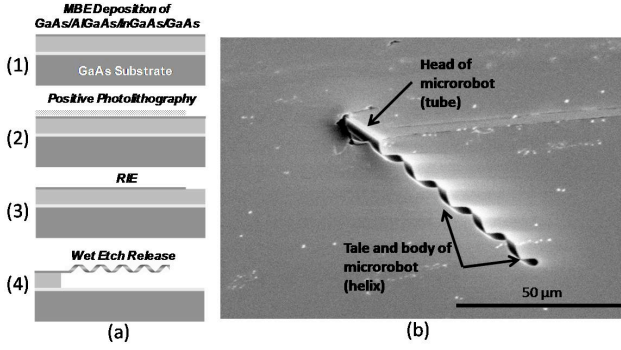 MBE Deposition of
GaAs/AlGaAs/InGaAs/GaAs
(1)
GaAs Substrate
Positive Photolithography
(2)
RIE
(3)
Wet Etch Release
(4)
(a)
Head of
microrobot
(tube)
Tale and body of
microrobot
(helix)
50 μm
(b)